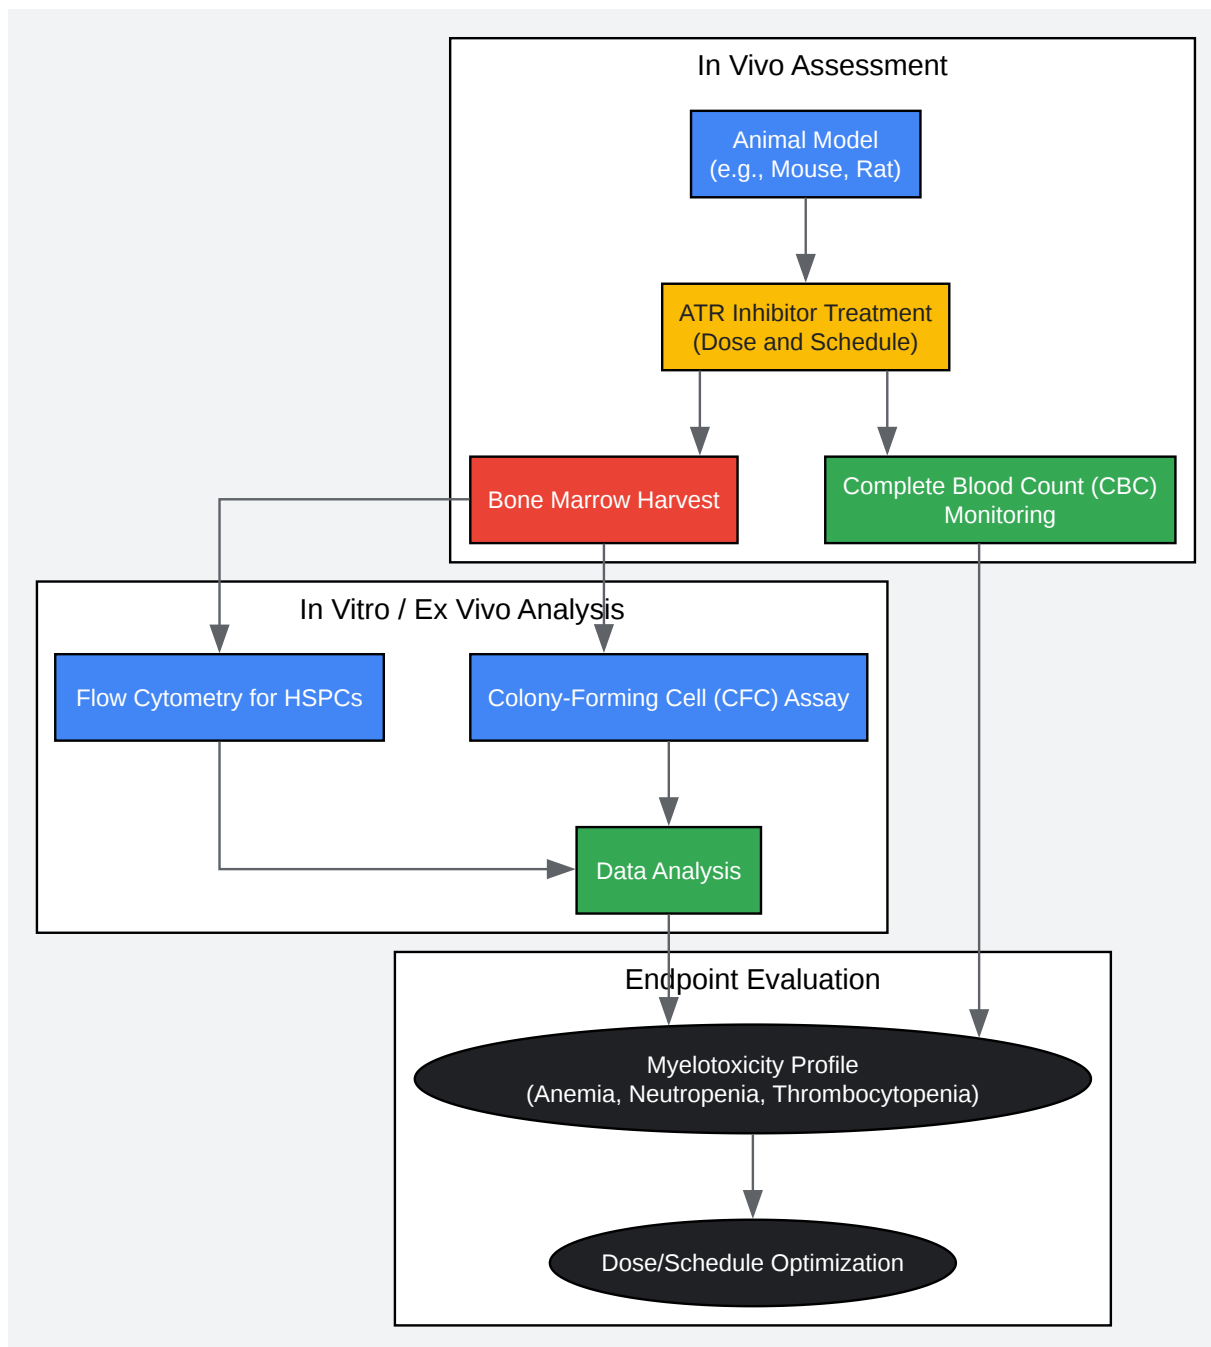 In Vivo Assessment
Animal Model
(e.g., Mouse, Rat)
ATR Inhibitor Treatment
(Dose and Schedule)
Bone Marrow Harvest
Complete Blood Count (CBC)
Monitoring
In Vitro / Ex Vivo Analysis
Flow Cytometry for HSPCs
Colony-Forming Cell (CFC) Assay
Data Analysis
Endpoint Evaluation
Myelotoxicity Profile
(Anemia, Neutropenia, Thrombocytopenia)
Dose/Schedule Optimization